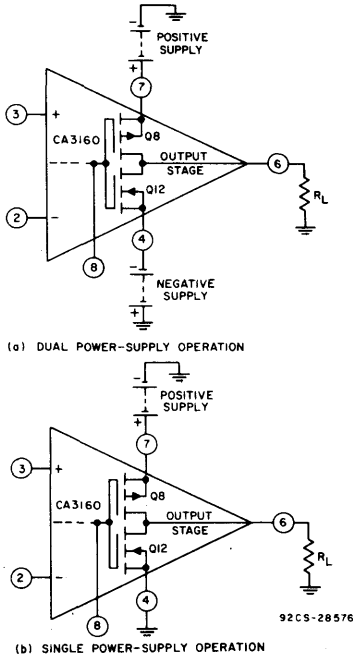 -
POSITIVE
SUPPLY
+
7
3
+
CA3160
Q8
OUTPUT
STAGE
6
Q12
RL
2
-
8
4
-
NEGATIVE
SUPPLY
+
(a) DUAL POWER-SUPPLY OPERATION
-
POSITIVE
SUPPLY
+
7
3
+
CA3160
Q8
OUTPUT
STAGE
6
Q12
RL
2
-
8
4
92CS-28576
(b) SINGLE POWER-SUPPLY OPERATION